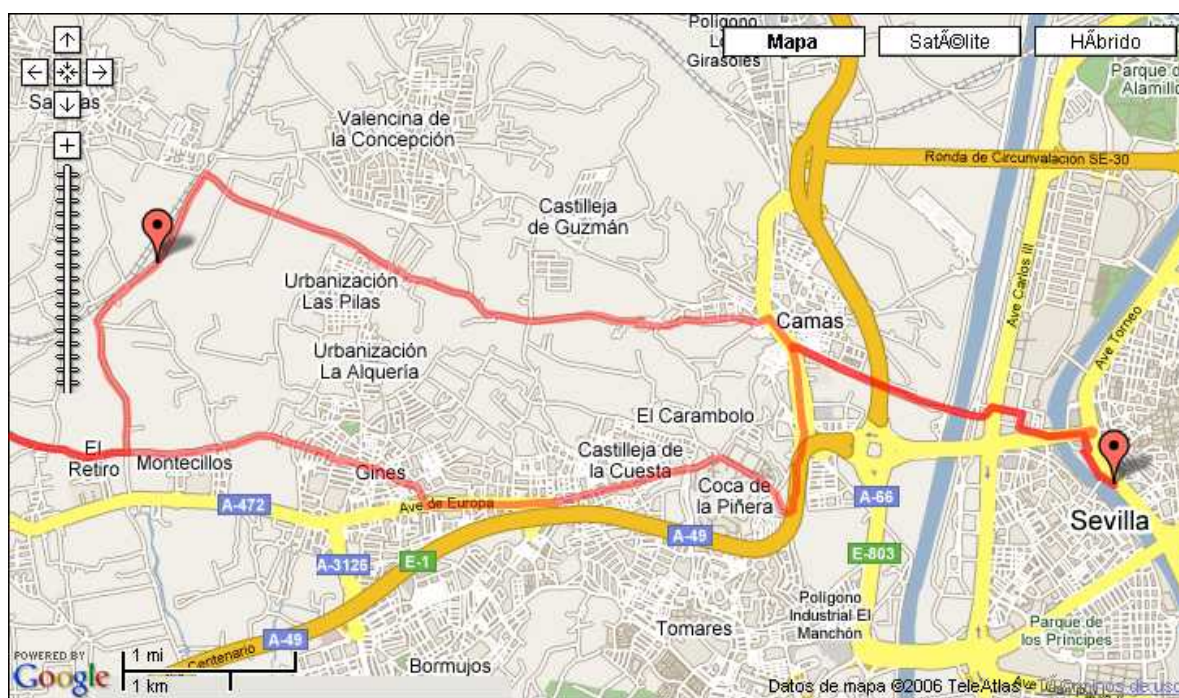 Polígono
Girasoles
Mapa
SatÃ©lite
HÃbrido
Parque d
Alamillo
Valencina de
la Concepción
Ronda de Circunvalación SE-30
Castilleja
de Guzmán
Ave Carlos III
Urbanización
Las Pilas
Ave Torneo
Camas
Urbanización
La Alquería
El Carambolo
El
Retiro
Montecillos
Gines
Castilleja de
la Cuesta
Coca de
la Piñera
Ave de Europa
A-472
A-66
Sevilla
A-49
E-1
A-3126
E-803
Polígono
Industrial El
Manchón
Parque de
los Príncipes
Tomares
A-49
Centenario
Bormujos
POWERED BY
Google
1 mi
1 km
Datos de mapa ©2006 TeleAtlas